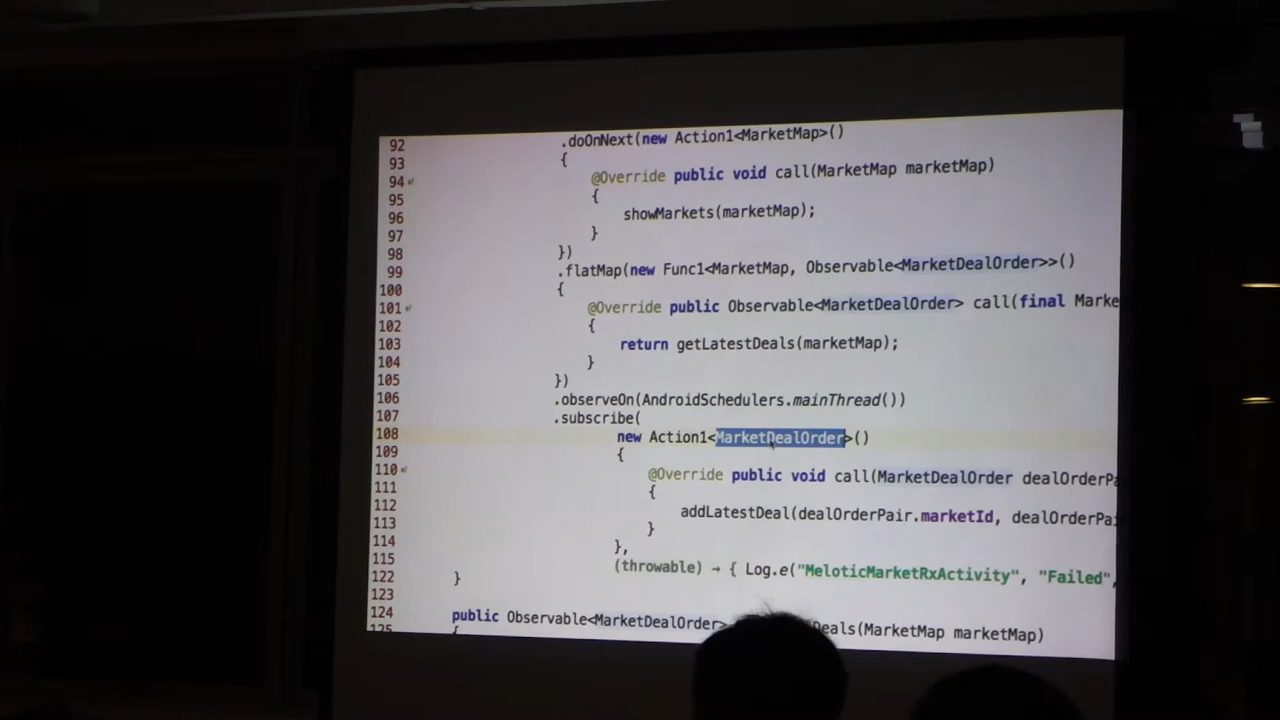 92 .doOnNext(new Action1<MarketMap>()
93 {
94 @Override public void call(MarketMap marketMap)
95 {
96 showMarkets(marketMap);
97 }
98 })
99 .flatMap(new Func1<MarketMap, Observable<MarketDealOrder>>()
100 {
101 @Override public Observable<MarketDealOrder> call(final Marke
102 {
103 return getLatestDeals(marketMap);
104 }
105 })
106 .observeOn(AndroidSchedulers.mainThread())
107 .subscribe(
108 new Action1<MarketDealOrder>()
109 {
110 @Override public void call(MarketDealOrder dealOrderPa
111 {
112 addLatestDeal(dealOrderPair.marketId, dealOrderPai
113 }
114 },
115 (throwable) → { Log.e("MeloticMarketRxActivity", "Failed",
122 }
123
124 public Observable<MarketDealOrder> Deals(MarketMap marketMap)
125 {